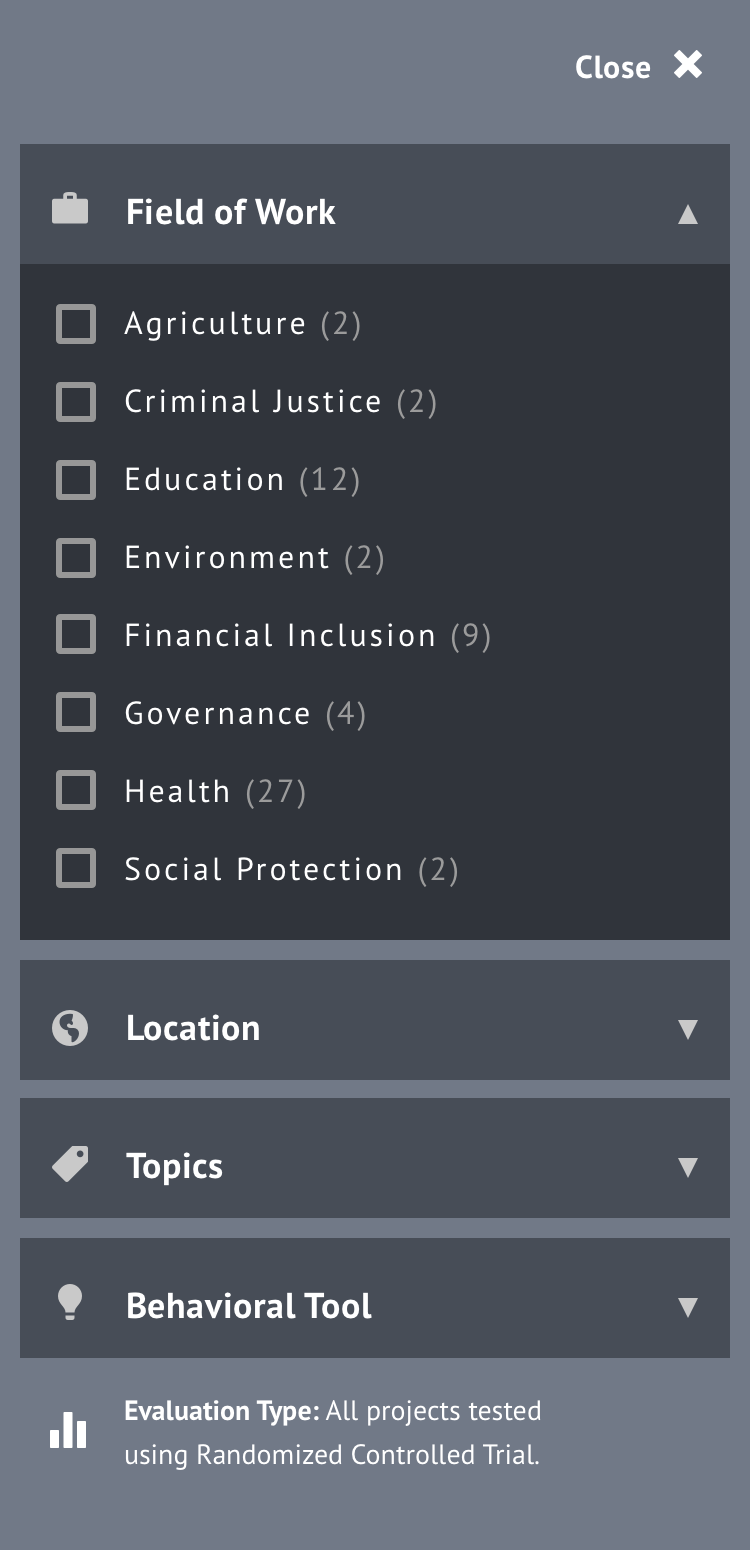 Close
Field of Work
Agriculture (2)
Criminal Justice (2)
Education (12)
Environment (2)
Financial Inclusion (9)
Governance (4)
Health (27)
Social Protection (2)
Location
Topics
Behavioral Tool
Evaluation Type: All projects tested
using Randomized Controlled Trial.